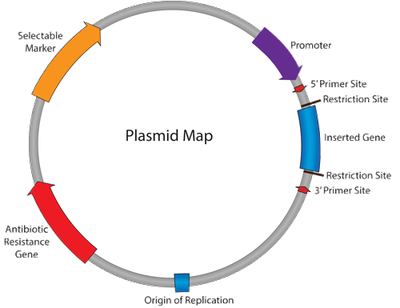 Selectable
Marker
Promoter
5' Primer Site
Restriction Site
Plasmid Map
Inserted Gene
Restriction Site
3' Primer Site
Antibiotic
Resistance
Gene
Origin of Replication